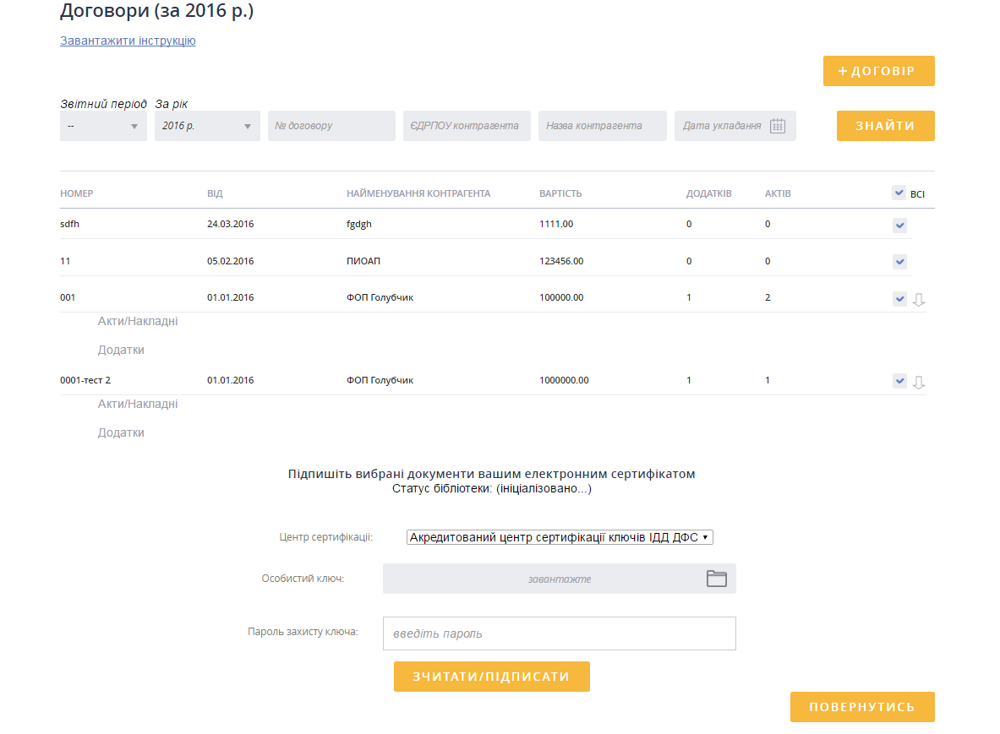 Договори (за 2016 р.)
Завантажити інструкцію
+ ДОГОВІР
Звітний період За рік
-- 2016 р. № договору ЄДРПОУ контрагента Назва контрагента Дата укладання ЗНАЙТИ
НОМЕР ВІД НАЙМЕНУВАННЯ КОНТРАГЕНТА ВАРТІСТЬ ДОДАТКІВ АКТІВ ВСІ
sdfh 24.03.2016 fgdgh 1111.00 0 0
11 05.02.2016 ПИОАП 123456.00 0 0
001 01.01.2016 ФОП Голубчик 100000.00 1 2
Акти/Накладні
Додатки
0001-тест 2 01.01.2016 ФОП Голубчик 1000000.00 1 1
Акти/Накладні
Додатки
Підпишіть вибрані документи вашим електронним сертифікатом
Статус бібліотеки: (ініціалізовано...)
Центр сертифікації: Акредитований центр сертифікації ключів ІДД ДФС
Особистий ключ: завантажте
Пароль захисту ключа: введіть пароль
ЗЧИТАТИ/ПІДПИСАТИ
ПОВЕРНУТИСЬ